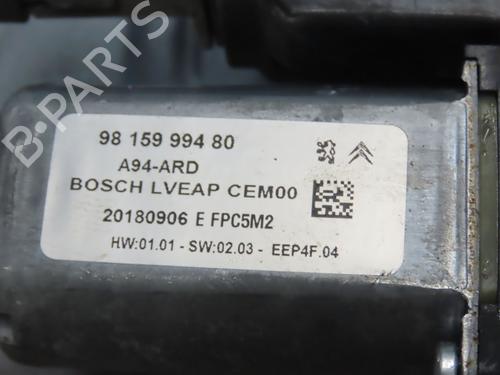 98 159 994 80
A94-ARD
BOSCH LVEAP CEM00
20180906 E FPC5M2
HW:01.01 - SW:02.03 - EEP4F.04
B-PARTS